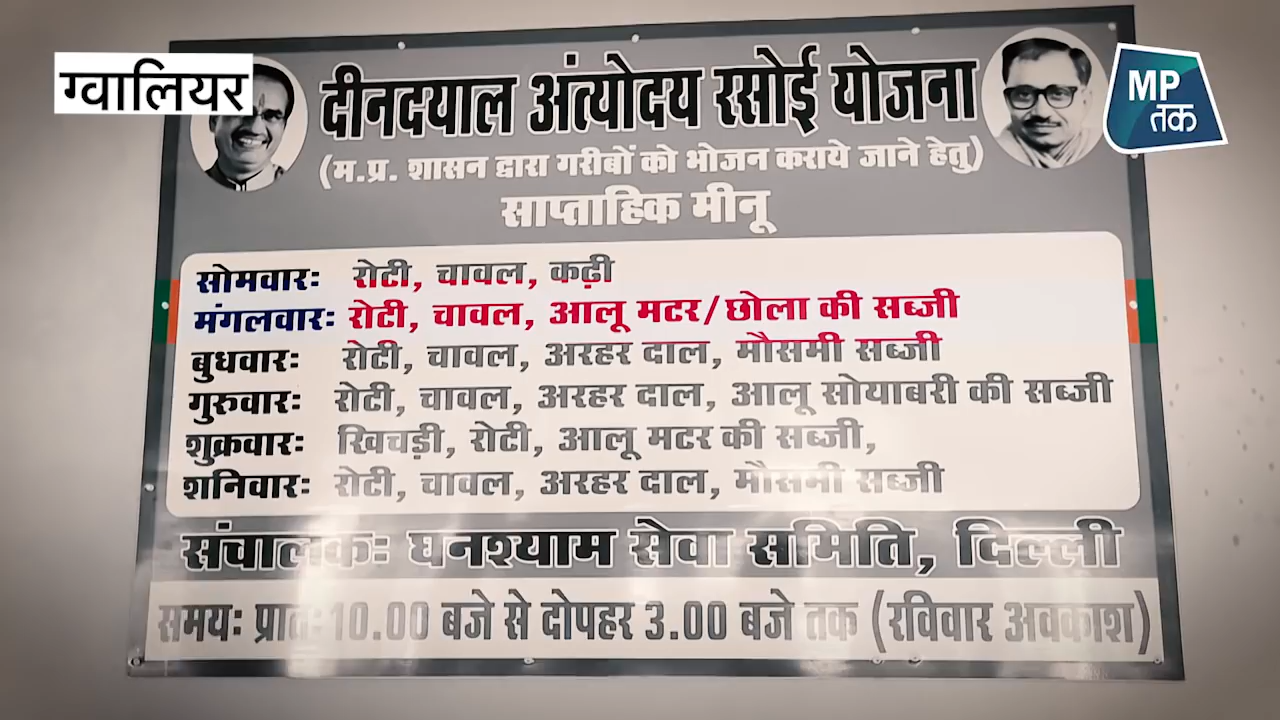 ग्वालियर
MP
तक
दीनदयाल अंत्योदय रसोई योजना
(म.प्र. शासन द्वारा गरीबों को भोजन कराये जाने हेतु)
साप्ताहिक मीनू
सोमवारः रोटी, चावल, कढ़ी
मंगलवारः रोटी, चावल, आलू मटर/छोला की सब्जी
बुधवारः रोटी, चावल, अरहर दाल, मौसमी सब्जी
गुरुवारः रोटी, चावल, अरहर दाल, आलू सोयाबरी की सब्जी
शुक्रवारः खिचड़ी, रोटी, आलू मटर की सब्जी,
शनिवारः रोटी, चावल, अरहर दाल, मौसमी सब्जी
संचालकः घनश्याम सेवा समिति, दिल्ली
समयः प्रातः 10.00 बजे से दोपहर 3.00 बजे तक (रविवार अवकाश)